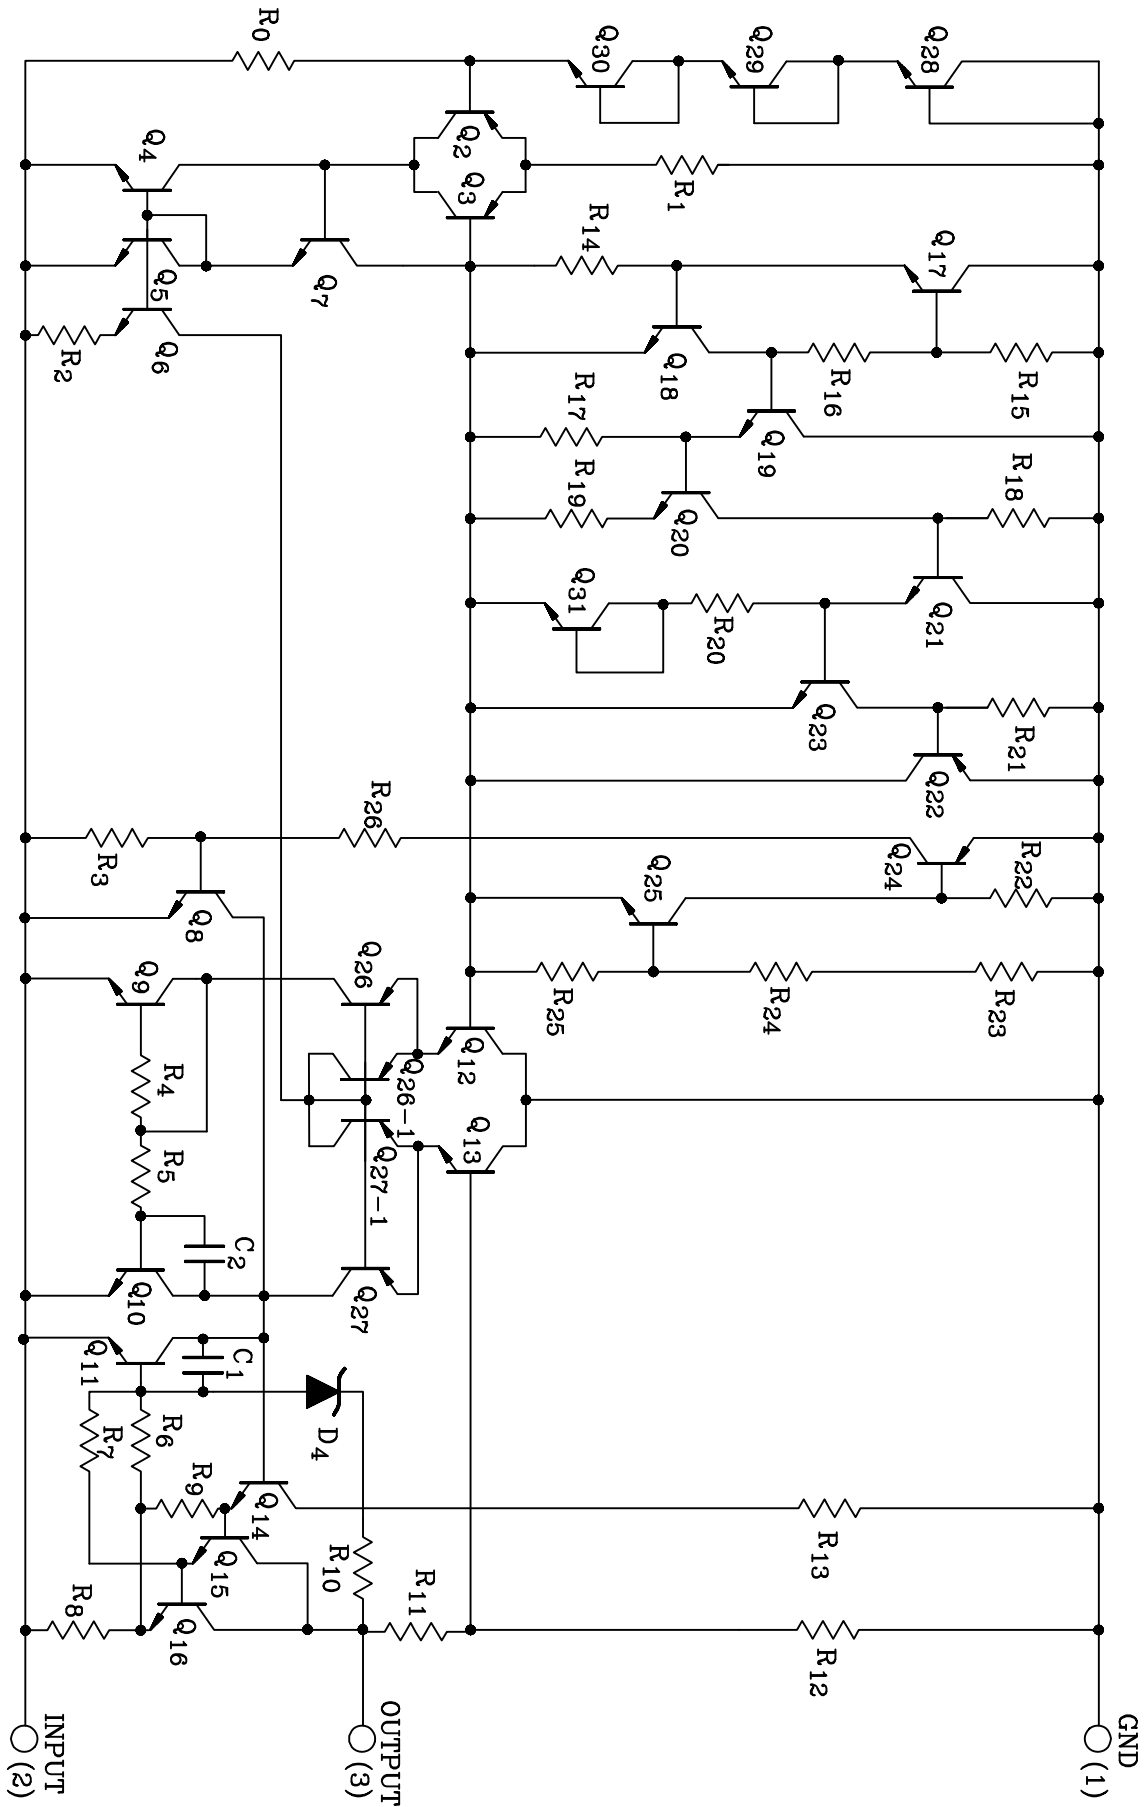 GND
(1)
R0
Q30
Q29
Q28
Q4
Q2
Q3
R1
R14
Q17
Q5
Q7
Q6
R2
Q18
R16
R15
R17
Q19
R19
R18
Q20
Q31
R20
Q21
Q23
R21
Q22
R26
R3
Q24
R22
Q8
Q25
Q9
Q26
R25
R24
R23
Q12
R4
Q26-1
Q13
R5
Q27-1
C2
Q10
Q27
Q11
C1
D4
R6
R7
R9
Q14
Q15
R10
R11
R13
R8
Q16
R12
INPUT
(2)
OUTPUT
(3)